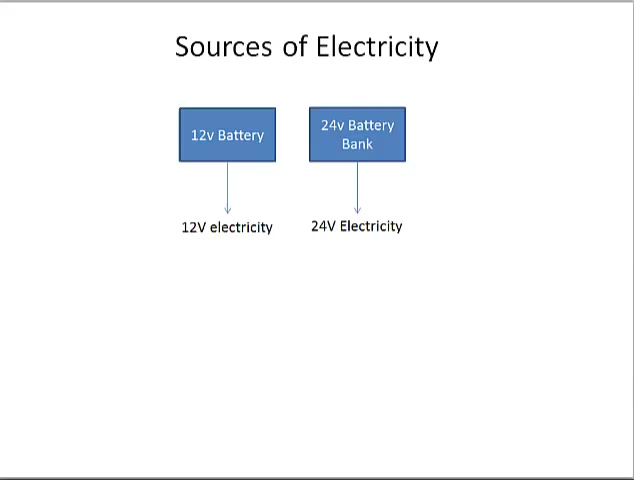 Sources of Electricity
12v Battery
24v Battery
Bank
12V electricity
24V Electricity